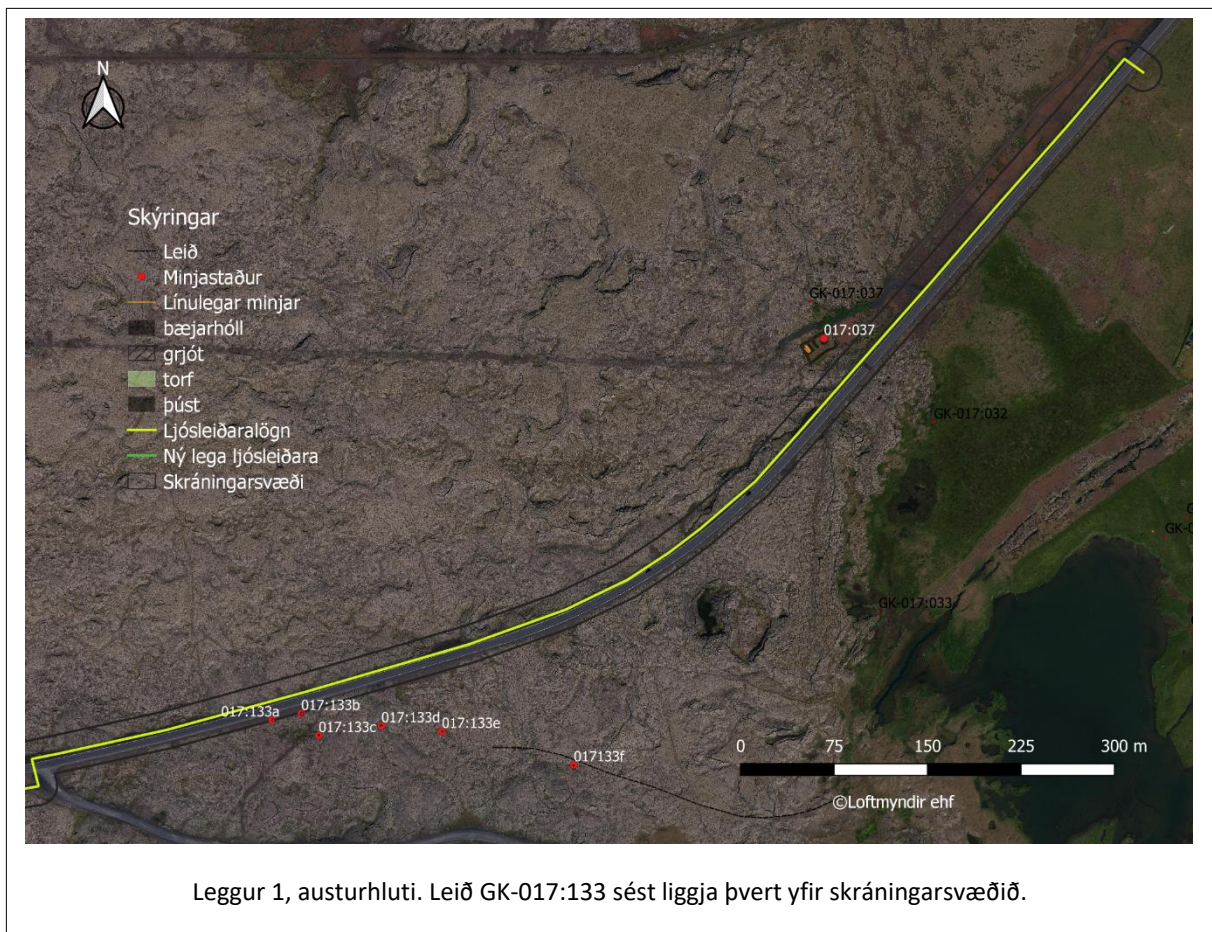 N
Skýringar
Leið
Minjastaður
Línulegar minjar
bæjarhóll
grjót
torf
þúst
Ljósleiðaralögn
Ný lega ljósleiðara
Skráningarsvæði
GK-017:037
017:037
GK-017:032
GK-017:033
017:133a
017:133b
017:133c
017:133d
017:133e
017133f
0 75 150 225 300 m
©Loftmyndir ehf
Leggur 1, austurhluti. Leið GK-017:133 sést liggja þvert yfir skráningarsvæðið.